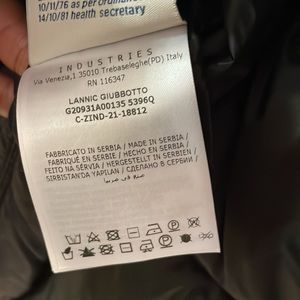 10/11/76 as per ordinan
14/10/81 health secretary
INDUSTRIES
Via Venezia,1 35010 Trebaseleghe(PD) Italy
RN 116347
LANNIC GIUBBOTTO
G20931A00135 5396Q
C-ZIND-21-18812
FABBRICATO IN SERBIA / MADE IN SERBIA /
FABRIQUÉ EN SERBIE / HECHO EN SERBIA /
FEITO NA SÉRVIA / HERGESTELLT IN SERBIEN /
SIRBISTAN'DA YAPILAN / СДЕЛАНО В СЕРБИИ /
صنع في صربيا